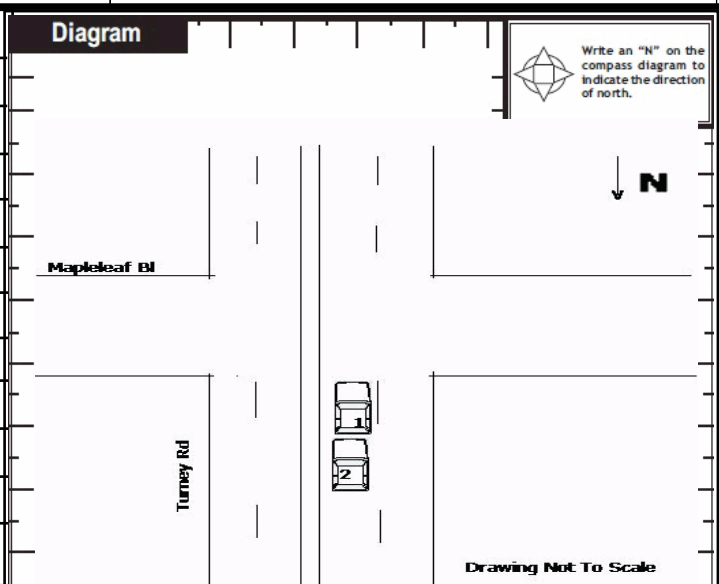 Diagram
Write an “N” on the
compass diagram to
indicate the direction
of north.
N
Mapleleaf Bl
1
2
Turney Rd
Drawing Not To Scale